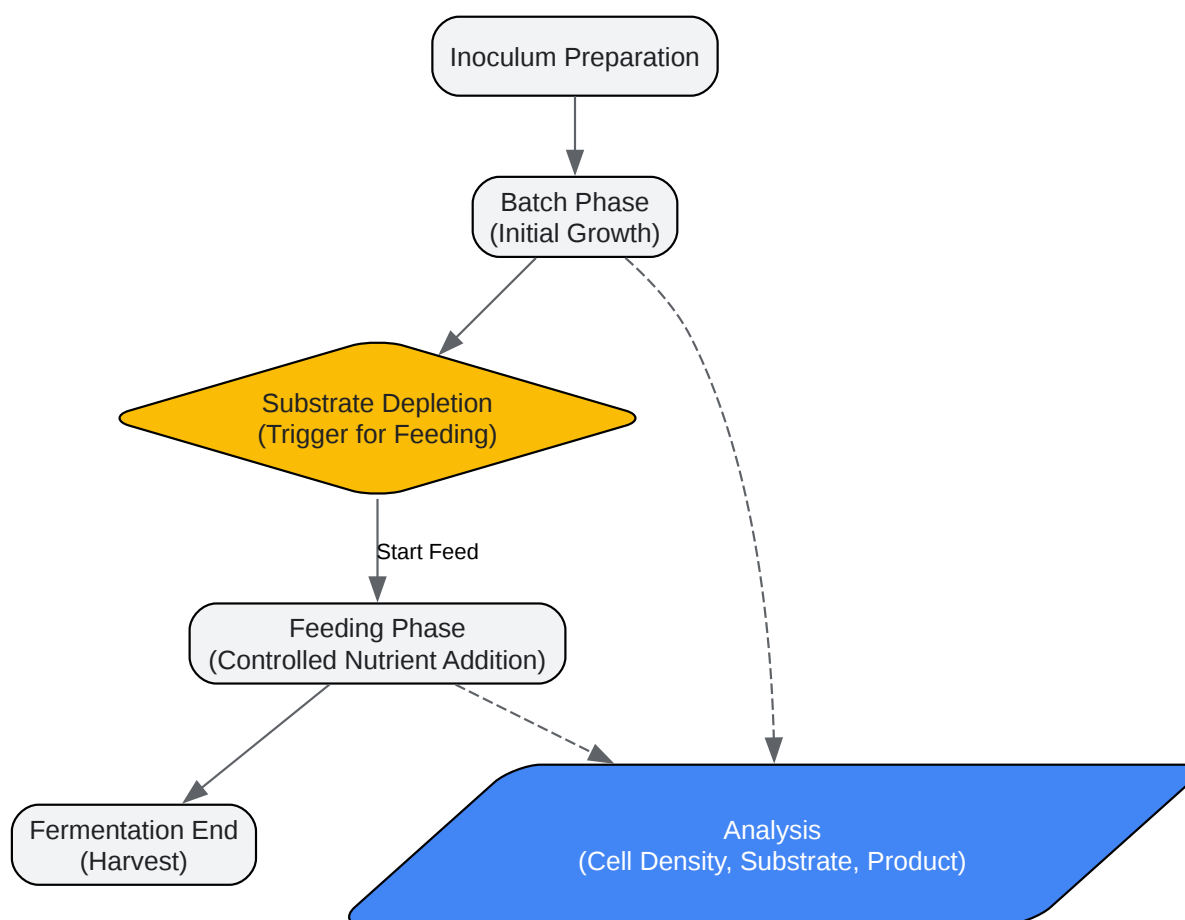 Inoculum Preparation
Batch Phase
(Initial Growth)
Substrate Depletion
(Trigger for Feeding)
Start Feed
Feeding Phase
(Controlled Nutrient Addition)
Fermentation End
(Harvest)
Analysis
(Cell Density, Substrate, Product)